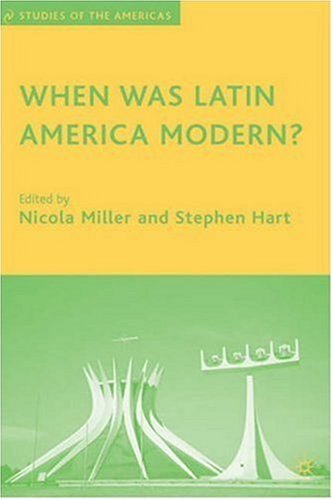 STUDIES OF THE AMERICAS
WHEN WAS LATIN
AMERICA MODERN?
Edited by
Nicola Miller and Stephen Hart